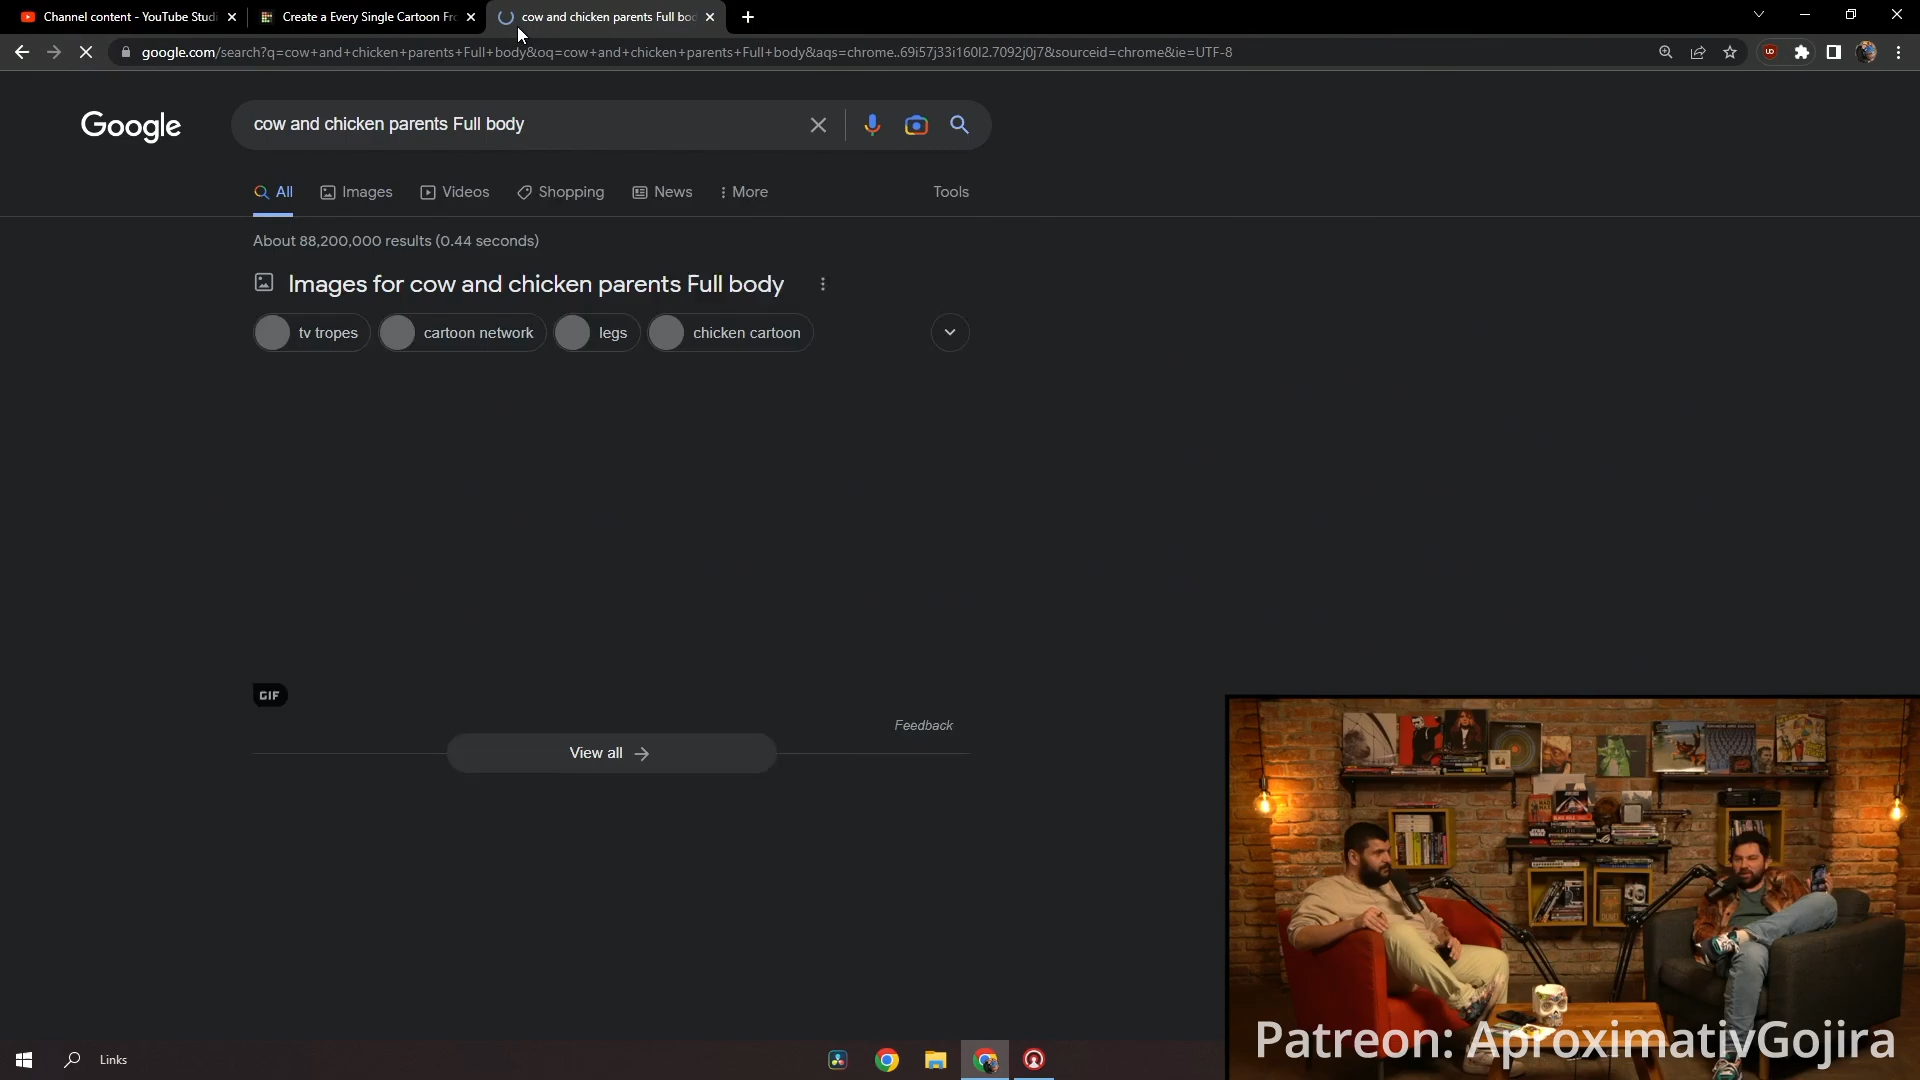 Channel content - YouTube Studi
Create a Every Single Cartoon Fro
cow and chicken parents Full bod
google.com/search?q=cow+and+chicken+parents+Full+body&oq=cow+and+chicken+parents+Full+body&aqs=chrome..69i57j33i160l2.7092j0j7&sourceid=chrome&ie=UTF-8
Google
cow and chicken parents Full body
All
Images
Videos
Shopping
News
More
Tools
About 88,200,000 results (0.44 seconds)
Images for cow and chicken parents Full body
tv tropes
cartoon network
legs
chicken cartoon
GIF
Feedback
View all
Patreon: AproximativGojira
Links